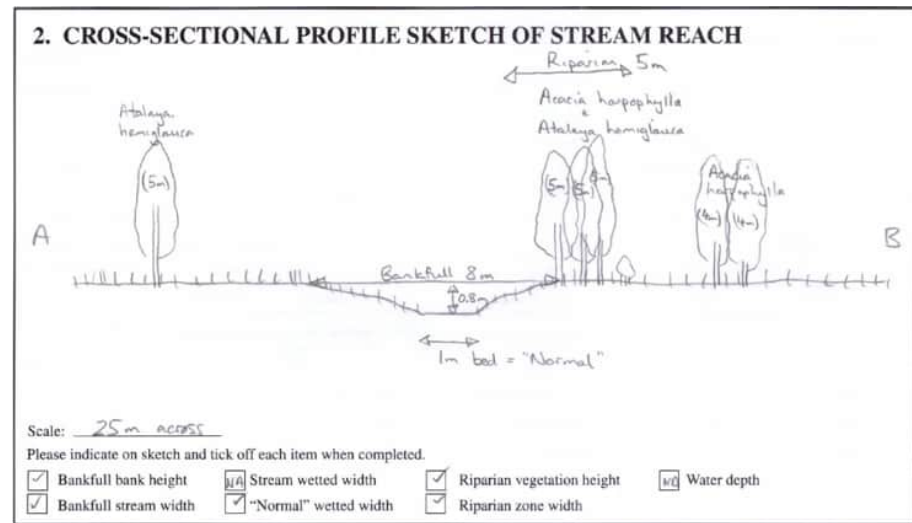 2. CROSS-SECTIONAL PROFILE SKETCH OF STREAM REACH
Riparian 5m
Atalaya
hemiglauca
Acacia harpophylla
+
Atalaya hemiglauca
(5m)
(5m)
(5m)
Acacia
harpophylla
(4m)
(4m)
A
B
Bankfull 8m
0.8m
1m bed = "Normal"
Scale: 25m across
Please indicate on sketch and tick off each item when completed.
Bankfull bank height NA Stream wetted width Riparian vegetation height Water depth
Bankfull stream width "Normal" wetted width Riparian zone width